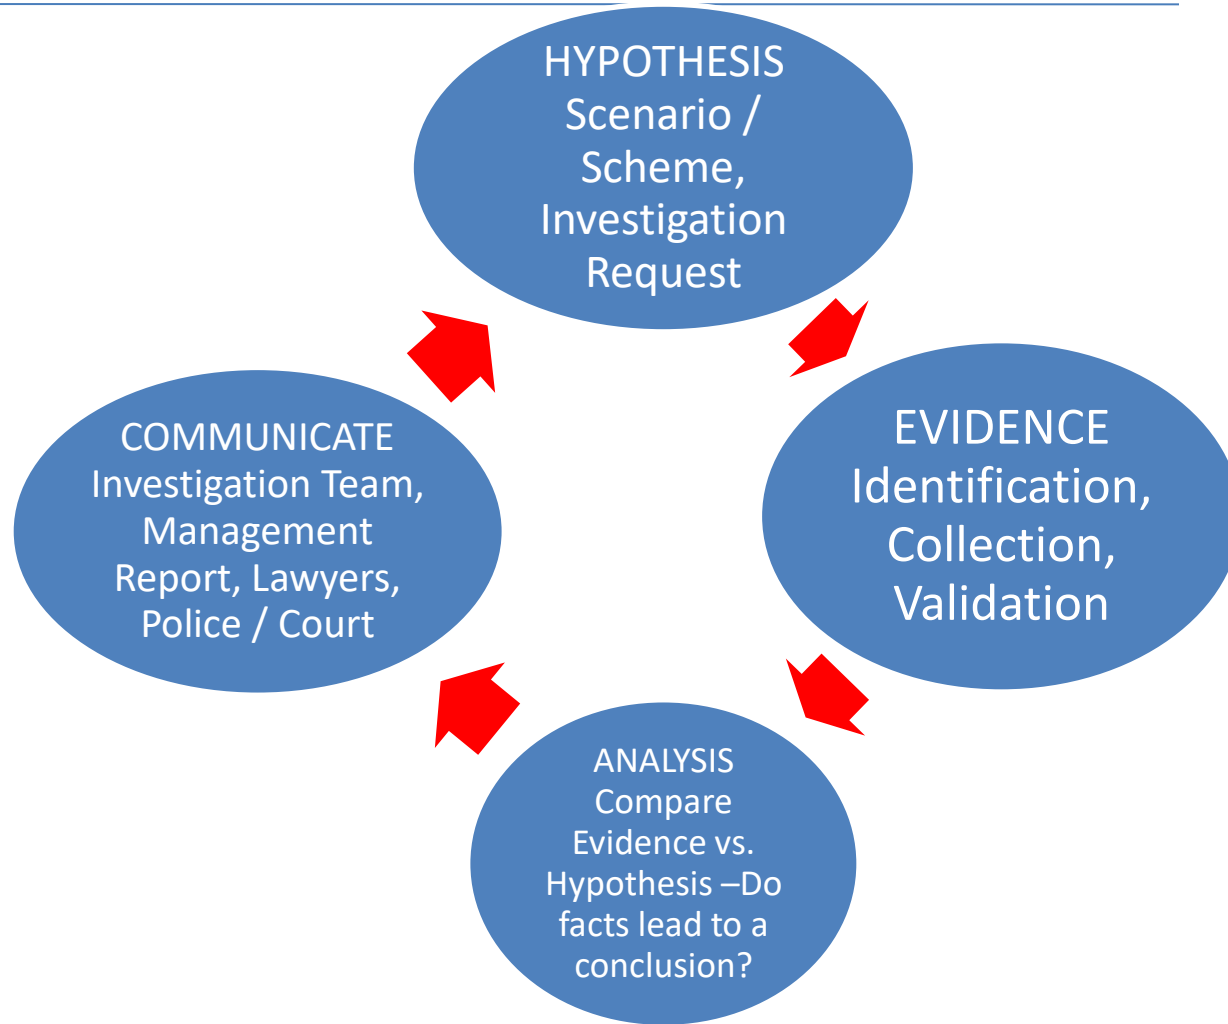 HYPOTHESIS
Scenario /
Scheme,
Investigation
Request
EVIDENCE
Identification,
Collection,
Validation
ANALYSIS
Compare
Evidence vs.
Hypothesis –Do
facts lead to a
conclusion?
COMMUNICATE
Investigation Team,
Management
Report, Lawyers,
Police / Court